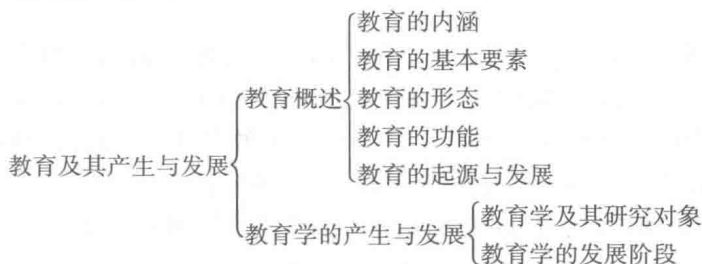 教育的内涵
教育的基本要素
教育概述
教育的形态
教育的功能
教育及其产生与发展
教育的起源与发展
教育学及其研究对象
教育学的产生与发展
教育学的发展阶段